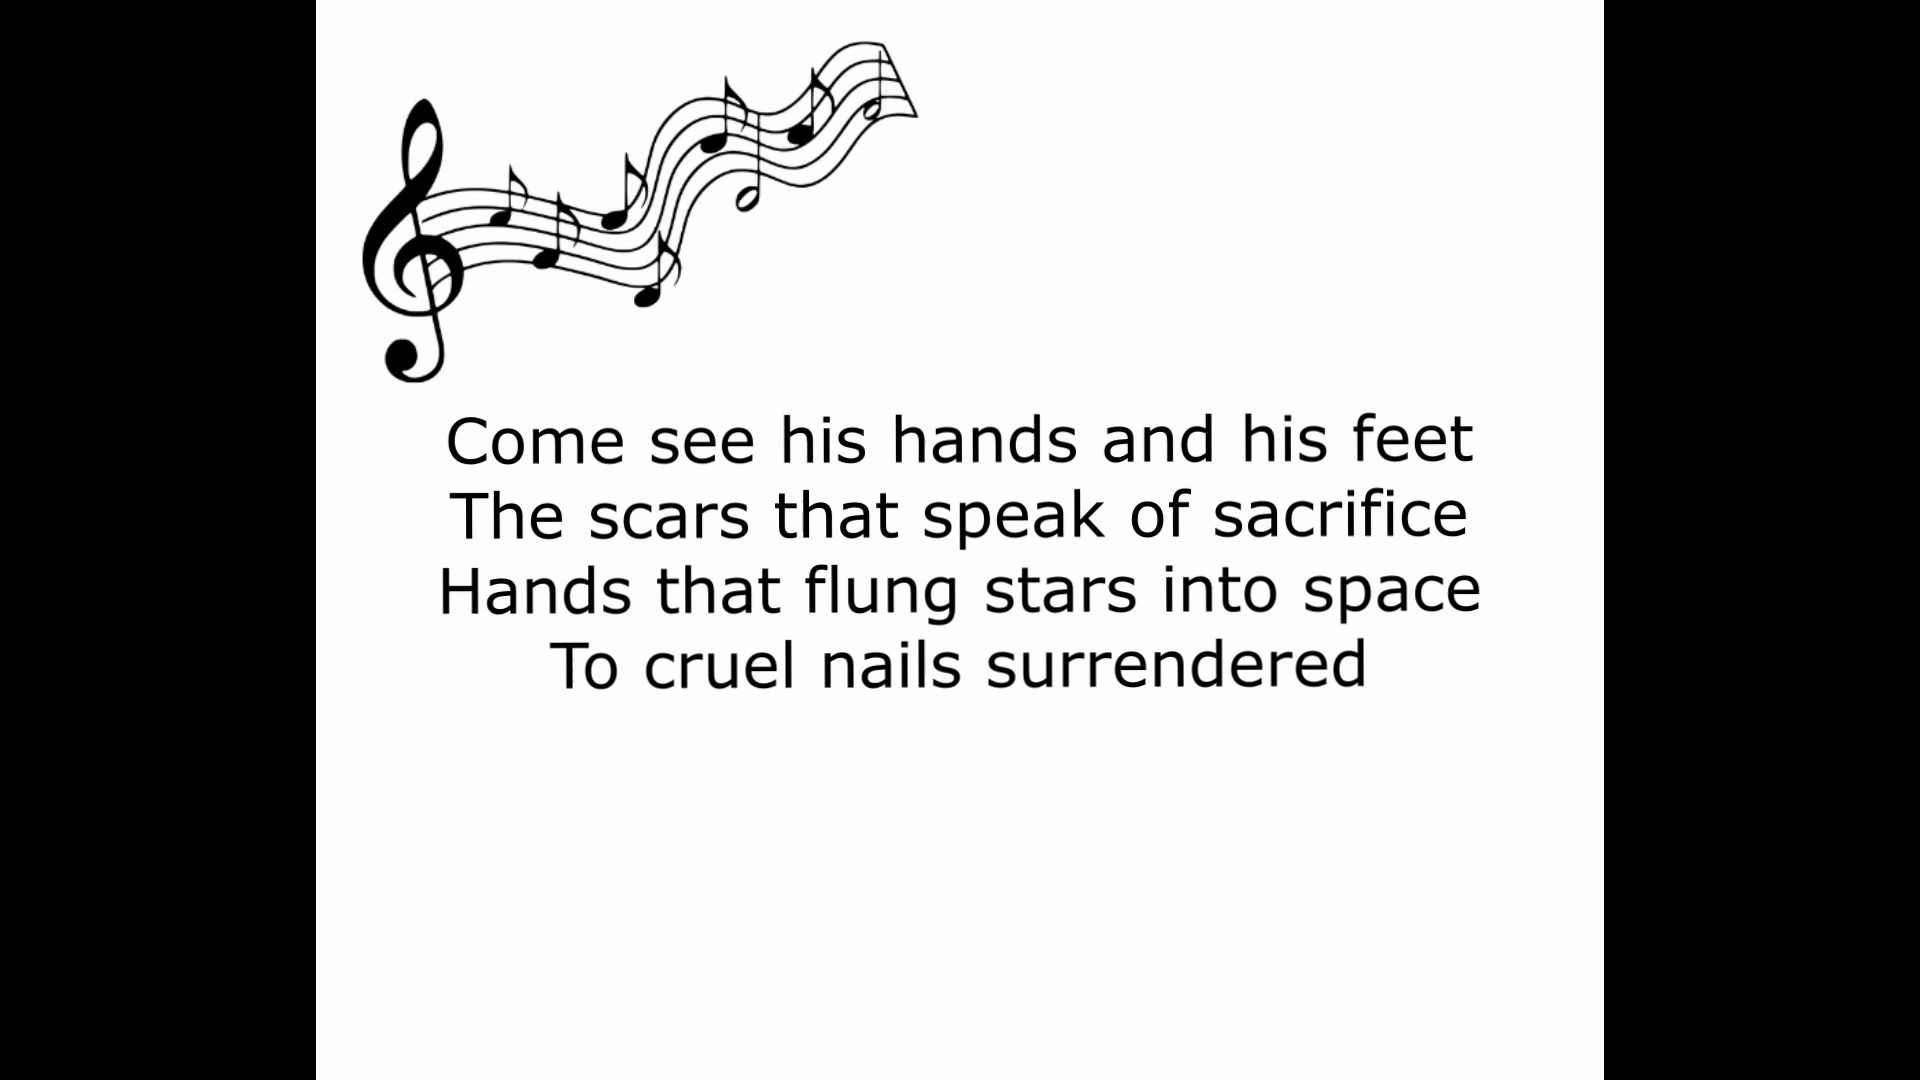 Come see his hands and his feet
The scars that speak of sacrifice
Hands that flung stars into space
To cruel nails surrendered